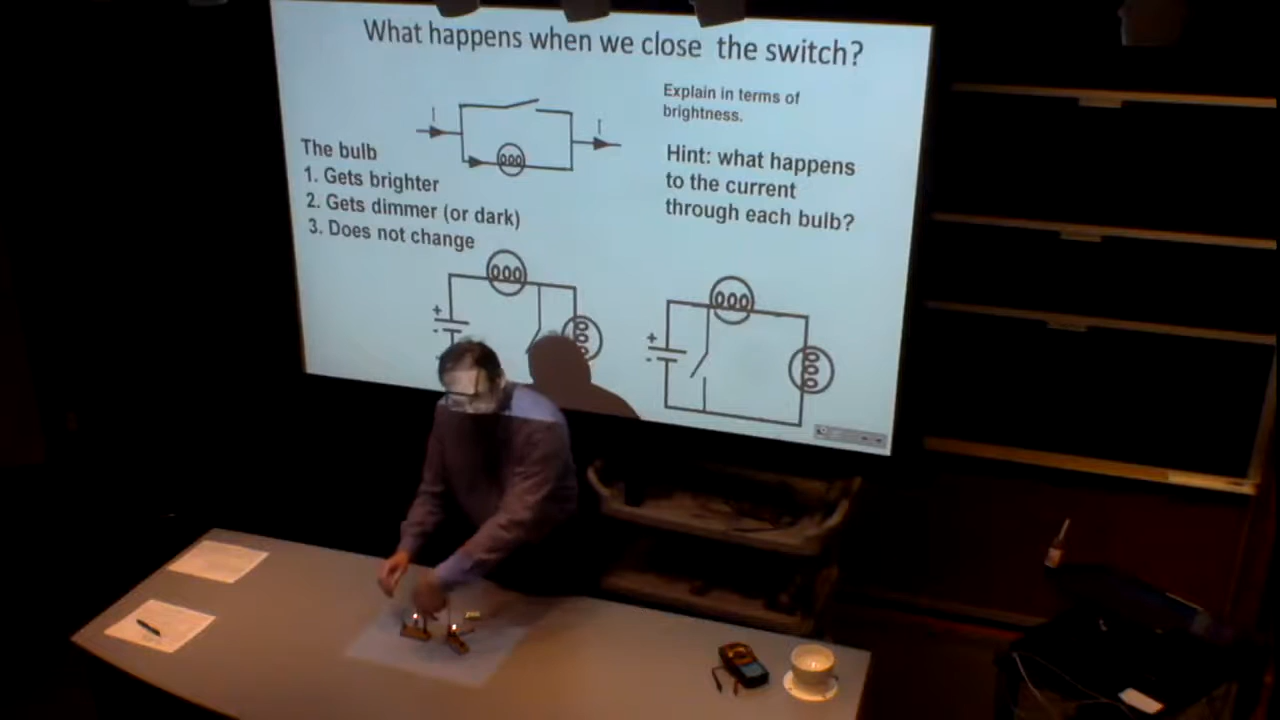 What happens when we close the switch?
Explain in terms of
brightness.
I
I
The bulb
1. Gets brighter
2. Gets dimmer (or dark)
3. Does not change
Hint: what happens
to the current
through each bulb?
+
-
+
-